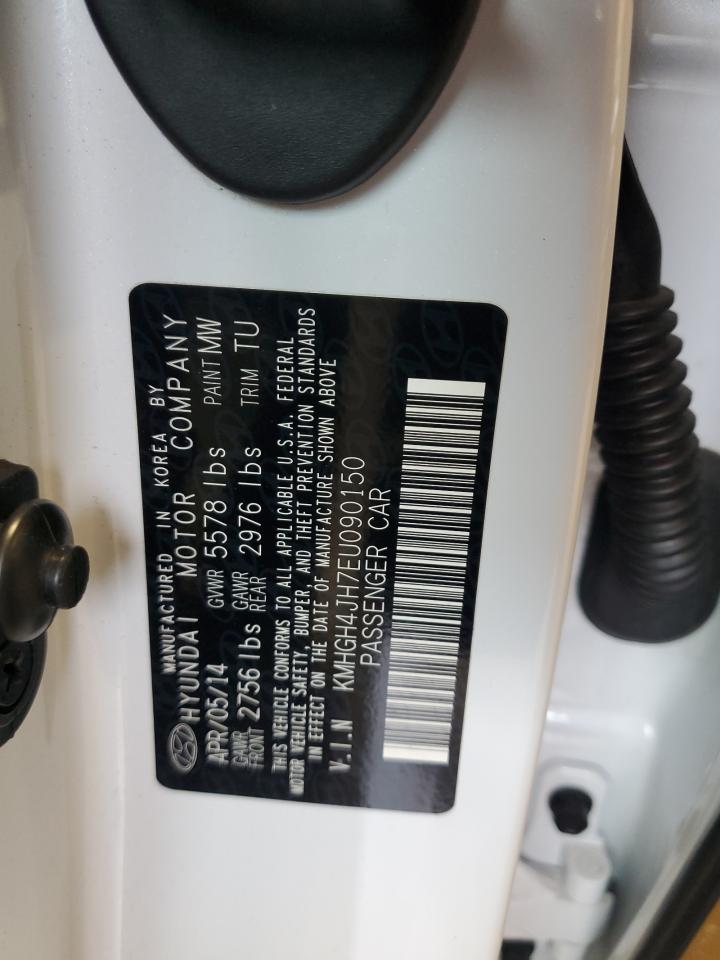 MANUFACTURED IN KOREA BY
HYUNDAI MOTOR COMPANY
APR/05/14 GVWR 5578 lbs PAINT MW
GAWR FRONT 2756 lbs GAWR REAR 2976 lbs TRIM TU
THIS VEHICLE CONFORMS TO ALL APPLICABLE U.S.A. FEDERAL
MOTOR VEHICLE SAFETY, BUMPER, AND THEFT PREVENTION STANDARDS
IN EFFECT ON THE DATE OF MANUFACTURE SHOWN ABOVE
V.I.N KMHGH4JH7EU090150
PASSENGER CAR